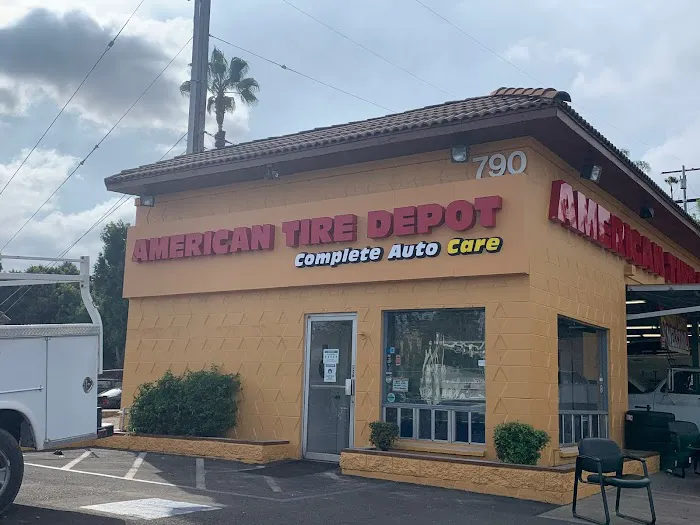 790
AMERICAN TIRE DEPOT
Complete Auto Care
AMERICAN